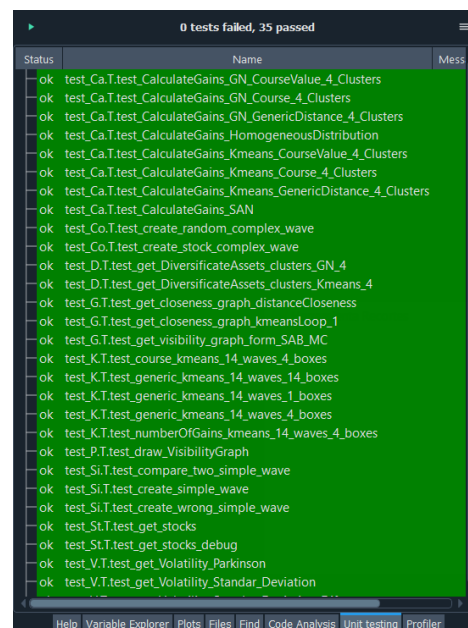 0 tests failed, 35 passed
Status Name Mess
ok test_Ca.T.test_CalculateGains_GN_CourseValue_4_Clusters
ok test_Ca.T.test_CalculateGains_GN_Course_4_Clusters
ok test_Ca.T.test_CalculateGains_GN_GenericDistance_4_Clusters
ok test_Ca.T.test_CalculateGains_HomogeneousDistribution
ok test_Ca.T.test_CalculateGains_Kmeans_CourseValue_4_Clusters
ok test_Ca.T.test_CalculateGains_Kmeans_Course_4_Clusters
ok test_Ca.T.test_CalculateGains_Kmeans_GenericDistance_4_Clusters
ok test_Ca.T.test_CalculateGains_SAN
ok test_Co.T.test_create_random_complex_wave
ok test_Co.T.test_create_stock_complex_wave
ok test_D.T.test_get_DiversificateAssets_clusters_GN_4
ok test_D.T.test_get_DiversificateAssets_clusters_Kmeans_4
ok test_G.T.test_get_closeness_graph_distanceCloseness
ok test_G.T.test_get_closeness_graph_kmeansLoop_1
ok test_G.T.test_get_visibility_graph_form_SAB_MC
ok test_K.T.test_course_kmeans_14_waves_4_boxes
ok test_K.T.test_generic_kmeans_14_waves_14_boxes
ok test_K.T.test_generic_kmeans_14_waves_1_boxes
ok test_K.T.test_generic_kmeans_14_waves_4_boxes
ok test_K.T.test_numberOfGains_kmeans_14_waves_4_boxes
ok test_P.T.test_draw_VisibilityGraph
ok test_Si.T.test_compare_two_simple_wave
ok test_Si.T.test_create_simple_wave
ok test_Si.T.test_create_wrong_simple_wave
ok test_St.T.test_get_stocks
ok test_St.T.test_get_stocks_debug
ok test_V.T.test_get_Volatility_Parkinson
ok test_V.T.test_get_Volatility_Standar_Deviation
Help Variable Explorer Plots Files Find Code Analysis Unit testing Profiler